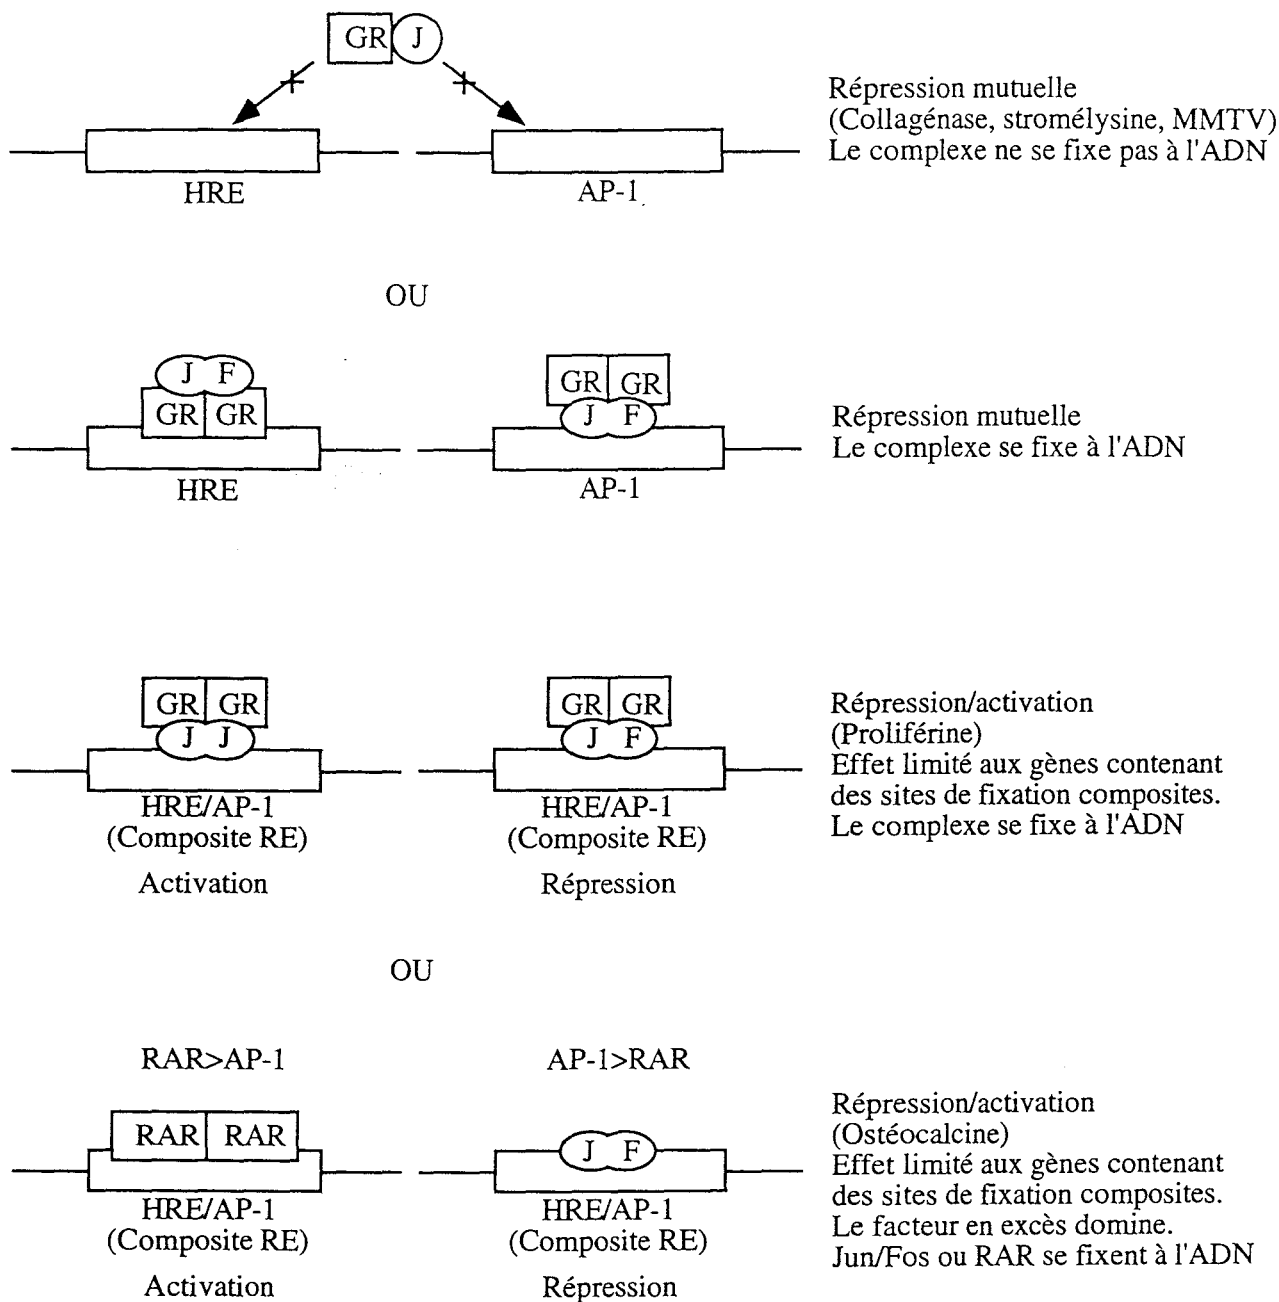 GR J
Répression mutuelle
(Collagénase, stromélysine, MMTV)
Le complexe ne se fixe pas à l'ADN
HRE
AP-1
OU
J F
GR GR
HRE
GR GR
J F
AP-1
Répression mutuelle
Le complexe se fixe à l'ADN
GR GR
J J
HRE/AP-1
(Composite RE)
Activation
GR GR
J F
HRE/AP-1
(Composite RE)
Répression
Répression/activation
(Proliférine)
Effet limité aux gènes contenant
des sites de fixation composites.
Le complexe se fixe à l'ADN
OU
RAR>AP-1
RAR RAR
HRE/AP-1
(Composite RE)
Activation
AP-1>RAR
J F
HRE/AP-1
(Composite RE)
Répression
Répression/activation
(Ostéocalcine)
Effet limité aux gènes contenant
des sites de fixation composites.
Le facteur en excès domine.
Jun/Fos ou RAR se fixent à l'ADN